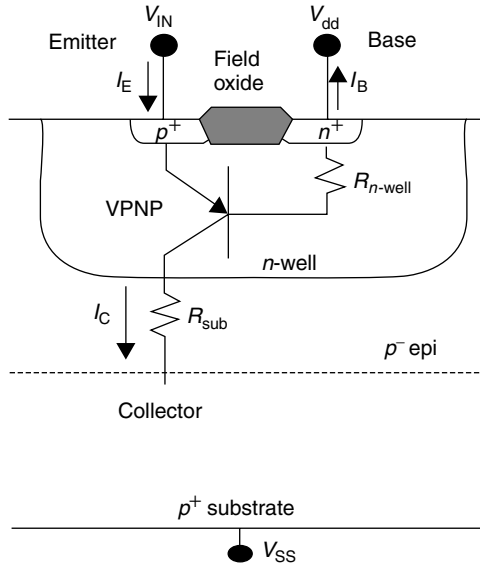 V_IN
V_dd
Emitter
Field oxide
Base
I_E
I_B
p+
n+
R_n-well
VPNP
n-well
I_C
R_sub
p− epi
Collector
p+ substrate
V_SS